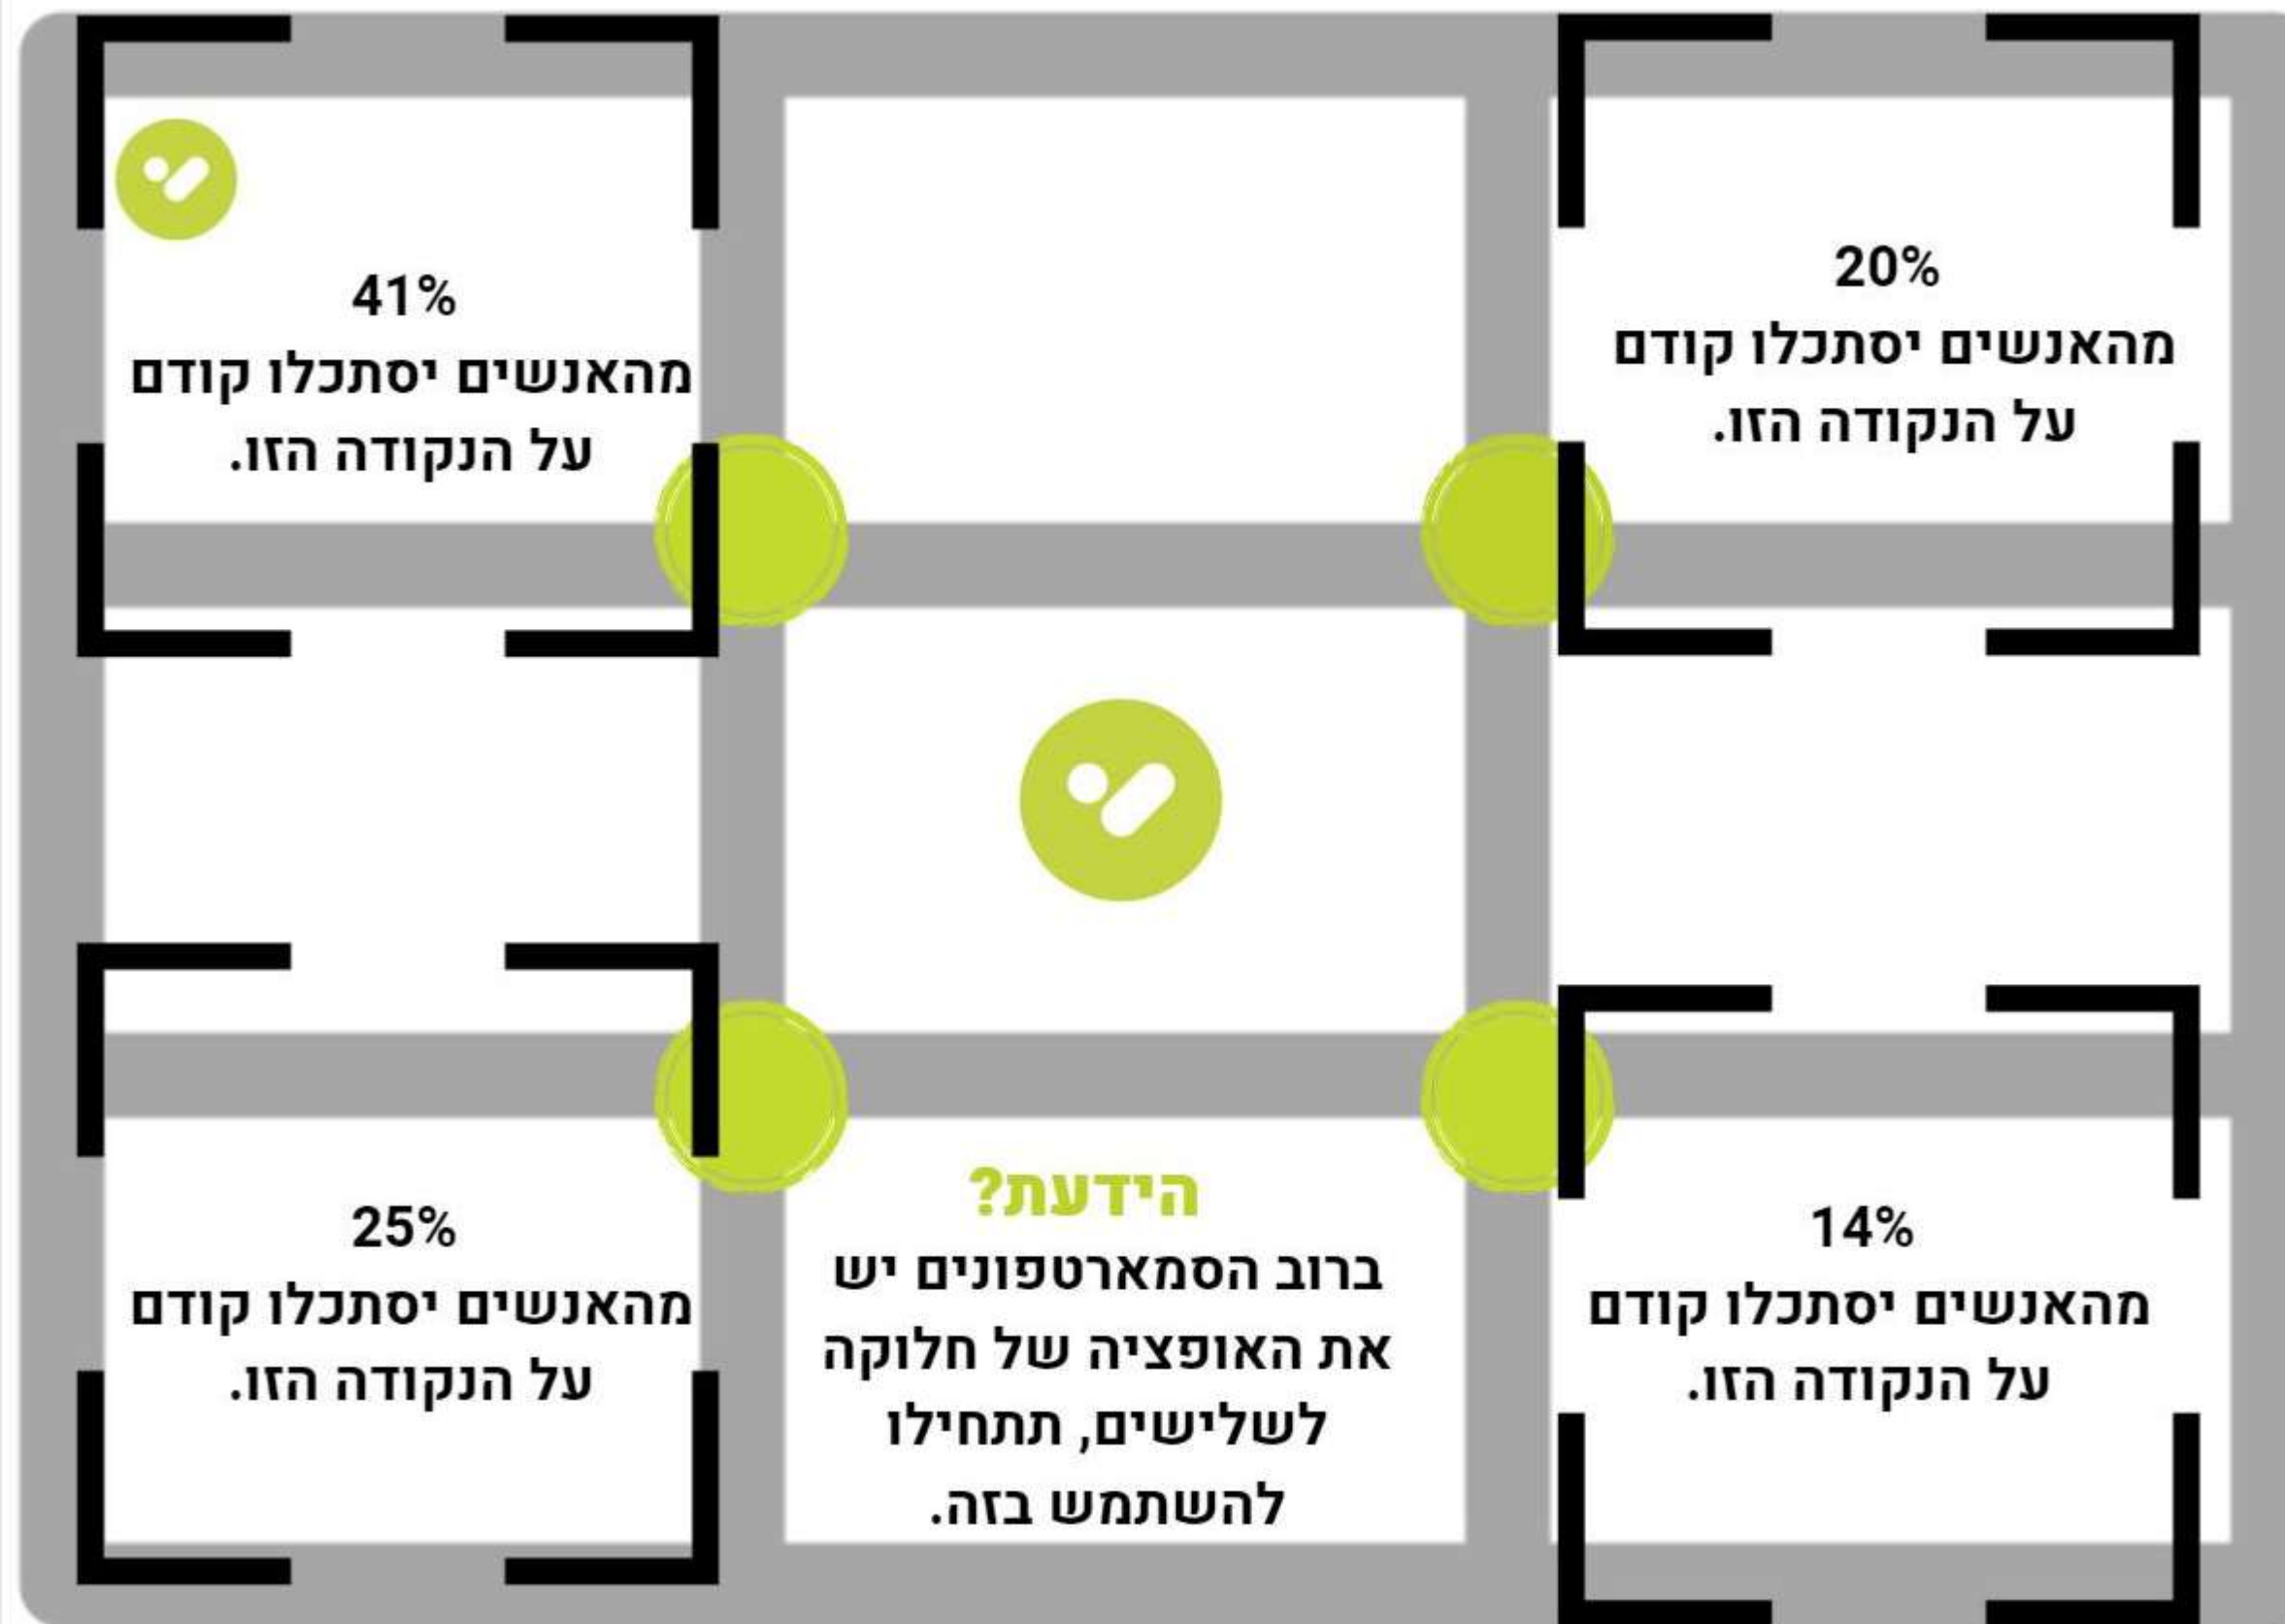 41%
מהאנשים יסתכלו קודם
על הנקודה הזו.
20%
מהאנשים יסתכלו קודם
על הנקודה הזו.
25%
מהאנשים יסתכלו קודם
על הנקודה הזו.
הידעת?
ברוב הסמארטפונים יש
את האופציה של חלוקה
לשלישים, תתחילו
להשתמש בזה.
14%
מהאנשים יסתכלו קודם
על הנקודה הזו.